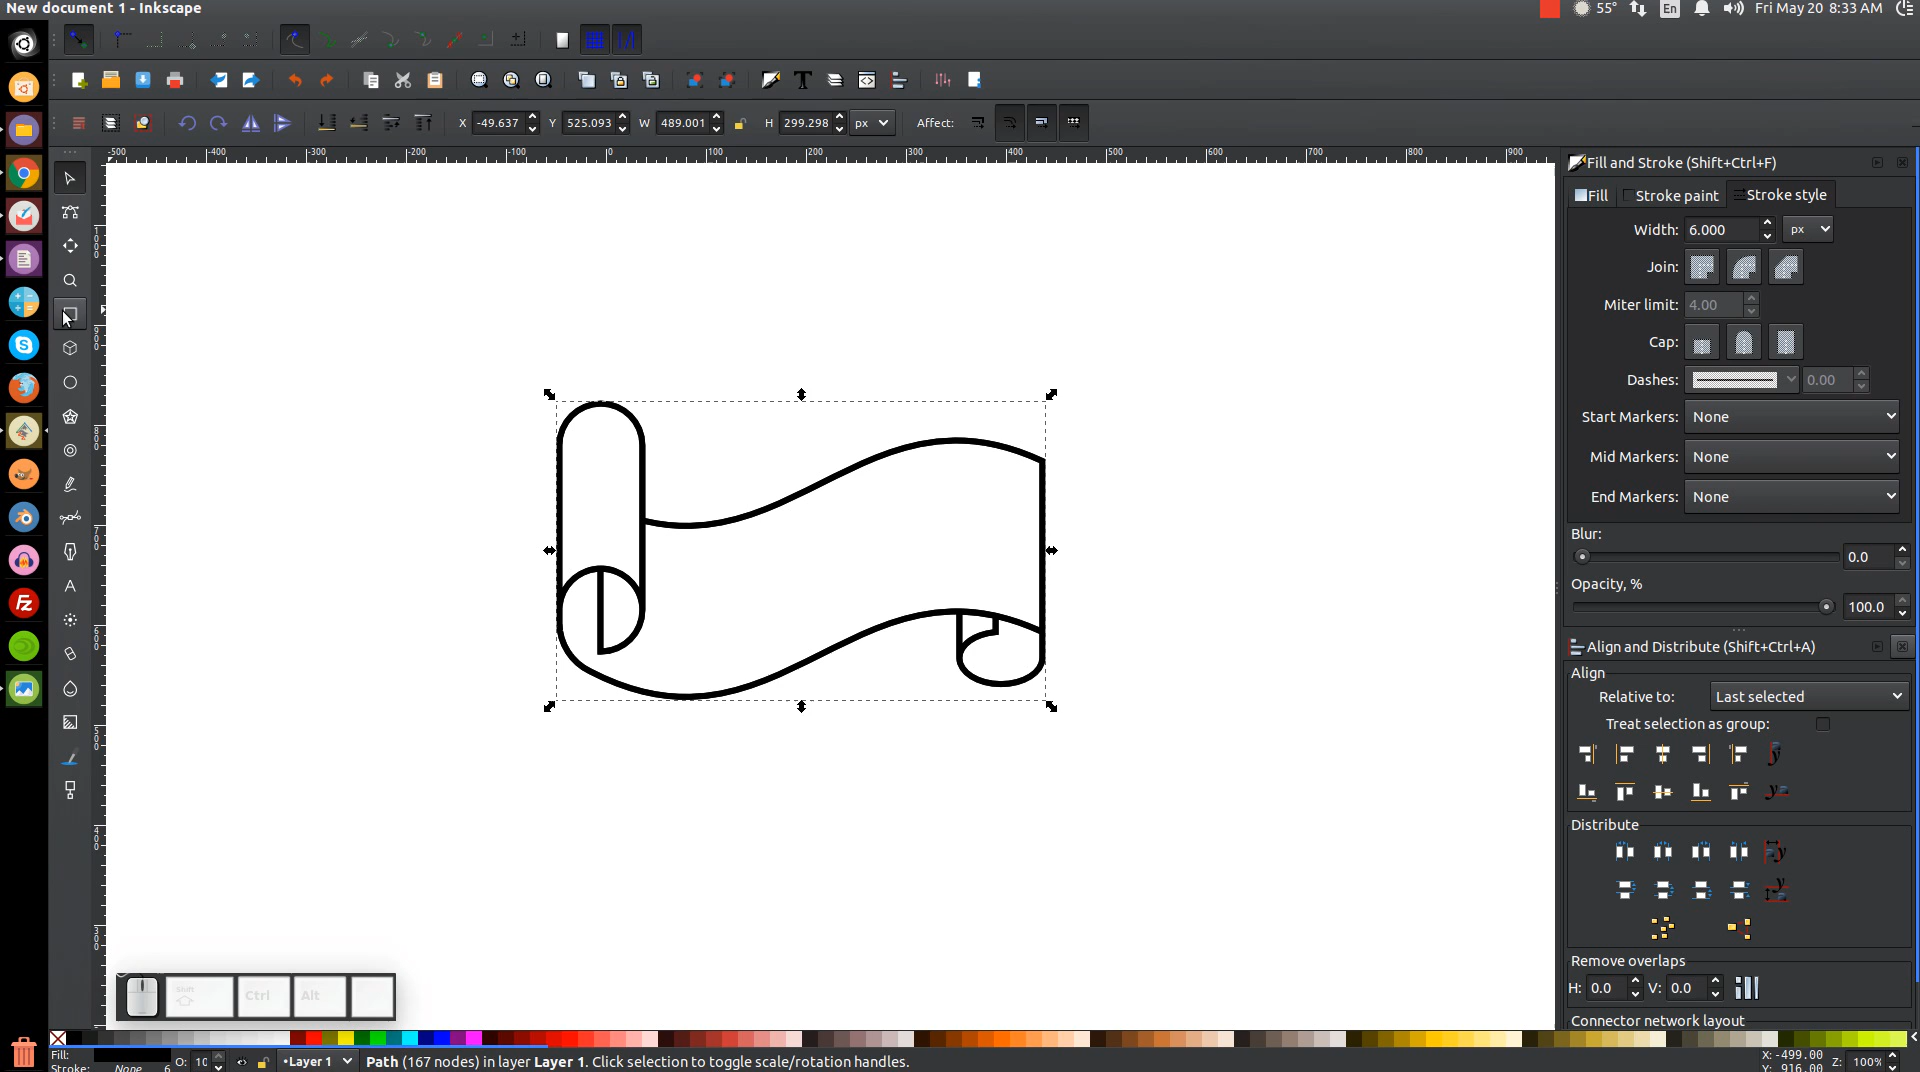 New document 1 - Inkscape
55°
En
Fri May 20 8:33 AM
X -49.637
Y 525.093
W 489.001
H 299.298
px
Affect:
-500 -400 -300 -200 -100 0 100 200 300 400 500 600 700 800 900
Fill and Stroke (Shift+Ctrl+F)
Fill
Stroke paint
Stroke style
Width: 6.000 px
Join:
Miter limit: 4.00
Cap:
Dashes: 0.00
Start Markers: None
Mid Markers: None
End Markers: None
Blur:
0.0
Opacity, %
100.0
Align and Distribute (Shift+Ctrl+A)
Align
Relative to: Last selected
Treat selection as group:
Distribute
Remove overlaps
H: 0.0 V: 0.0
Connector network layout
Shift
Ctrl
Alt
Fill:
Stroke: None 6
O: 10
•Layer 1
Path (167 nodes) in layer Layer 1. Click selection to toggle scale/rotation handles.
X: -499.00
Y: 916.00
Z: 100%